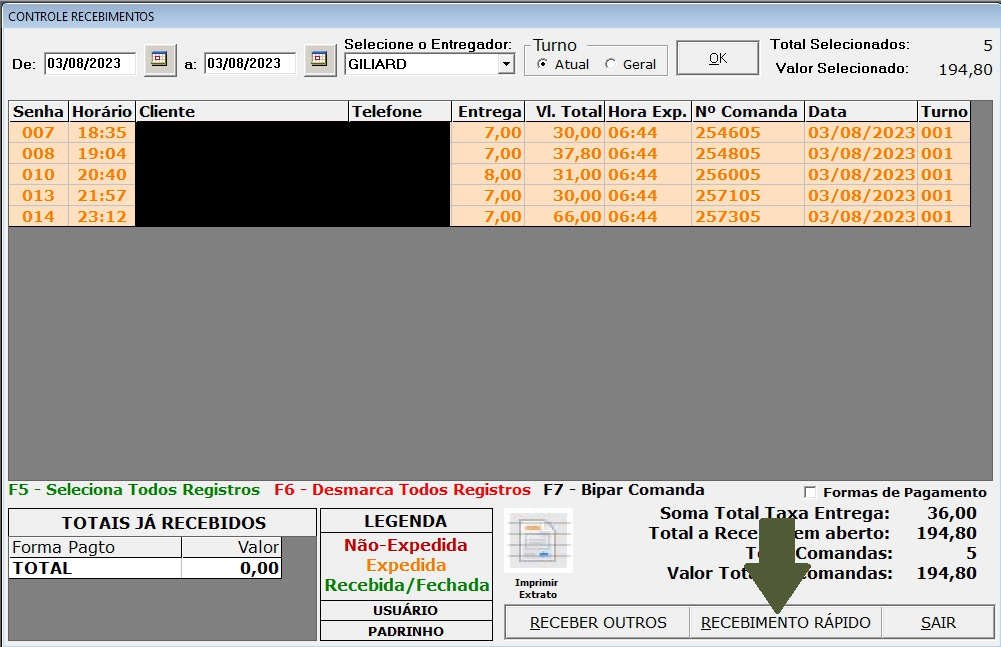 CONTROLE RECEBIMENTOS
De: 03/08/2023 a: 03/08/2023
Selecione o Entregador:
GILIARD
Turno
Atual Geral
OK
Total Selecionados: 5
Valor Selecionado: 194,80
Senha Horário Cliente Telefone Entrega Vl. Total Hora Exp. Nº Comanda Data Turno
007 18:35 7,00 30,00 06:44 254605 03/08/2023 001
008 19:04 7,00 37,80 06:44 254805 03/08/2023 001
010 20:40 8,00 31,00 06:44 256005 03/08/2023 001
013 21:57 7,00 30,00 06:44 257105 03/08/2023 001
014 23:12 7,00 66,00 06:44 257305 03/08/2023 001
F5 - Seleciona Todos Registros F6 - Desmarca Todos Registros F7 - Bipar Comanda
Formas de Pagamento
TOTAIS JÁ RECEBIDOS
Forma Pagto Valor
TOTAL 0,00
LEGENDA
Não-Expedida
Expedida
Recebida/Fechada
USUÁRIO
PADRINHO
Imprimir
Extrato
Soma Total Taxa Entrega: 36,00
Total a em aberto: 194,80
Comandas: 5
Valor 194,80
RECEBER OUTROS RECEBIMENTO RÁPIDO SAIR